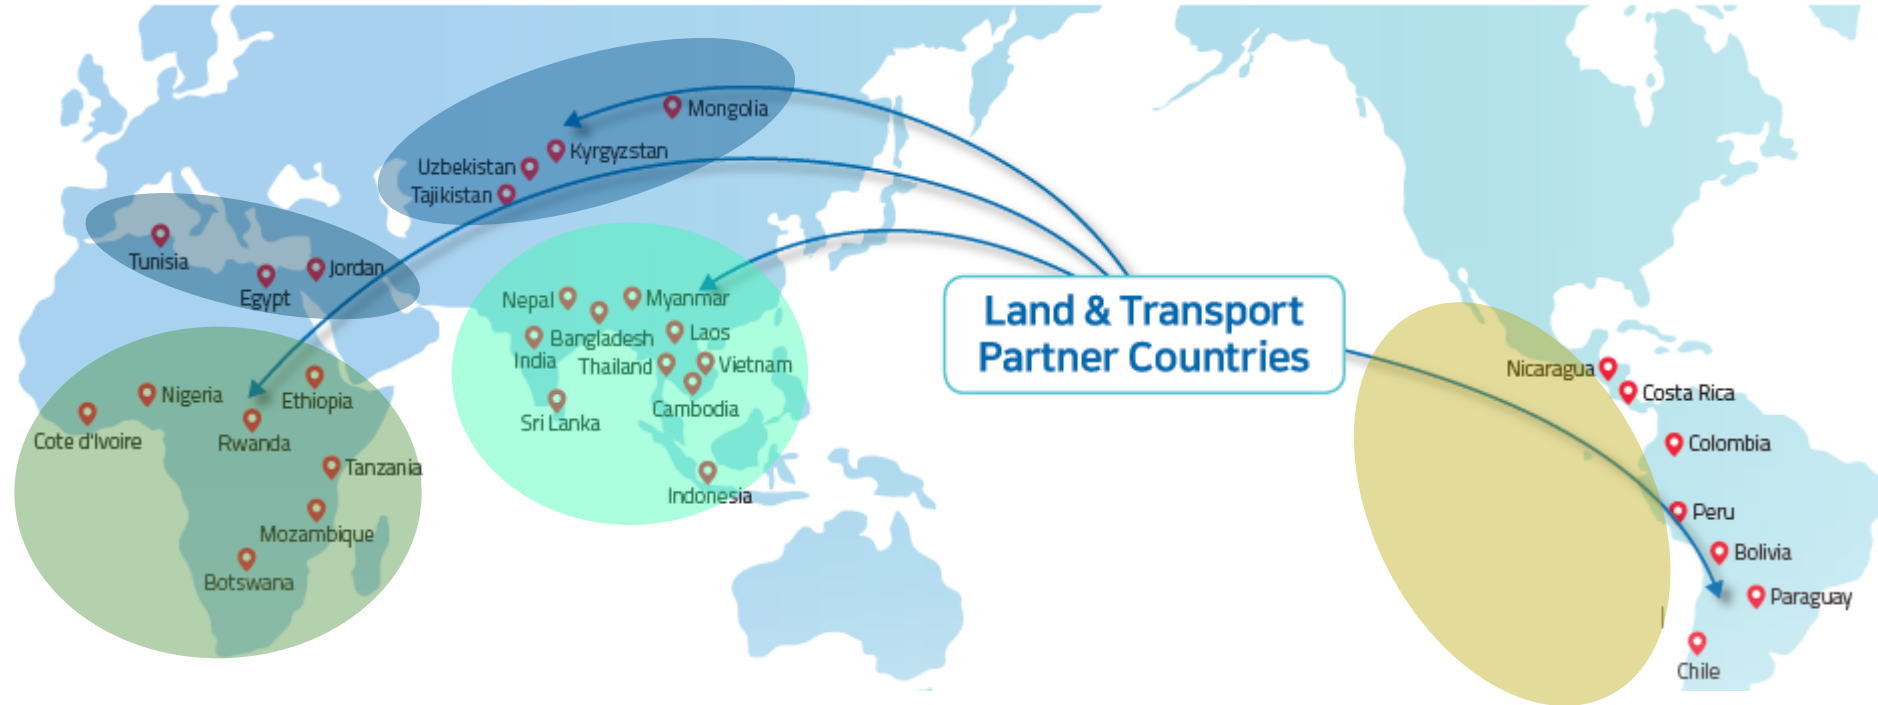 Mongolia
Kyrgyzstan
Uzbekistan
Tajikistan
Tunisia
Jordan
Egypt
Nepal
Myanmar
Bangladesh
Laos
India
Thailand
Vietnam
Cambodia
Sri Lanka
Indonesia
Nigeria
Ethiopia
Cote d'Ivoire
Rwanda
Tanzania
Mozambique
Botswana
Land & Transport
Partner Countries
Nicaragua
Costa Rica
Colombia
Peru
Bolivia
Paraguay
Chile